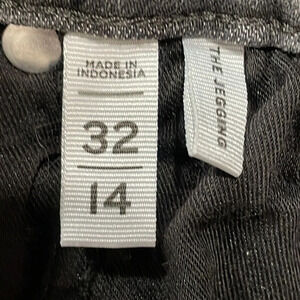 MADE IN
INDONESIA
32
14
THE JEGGING